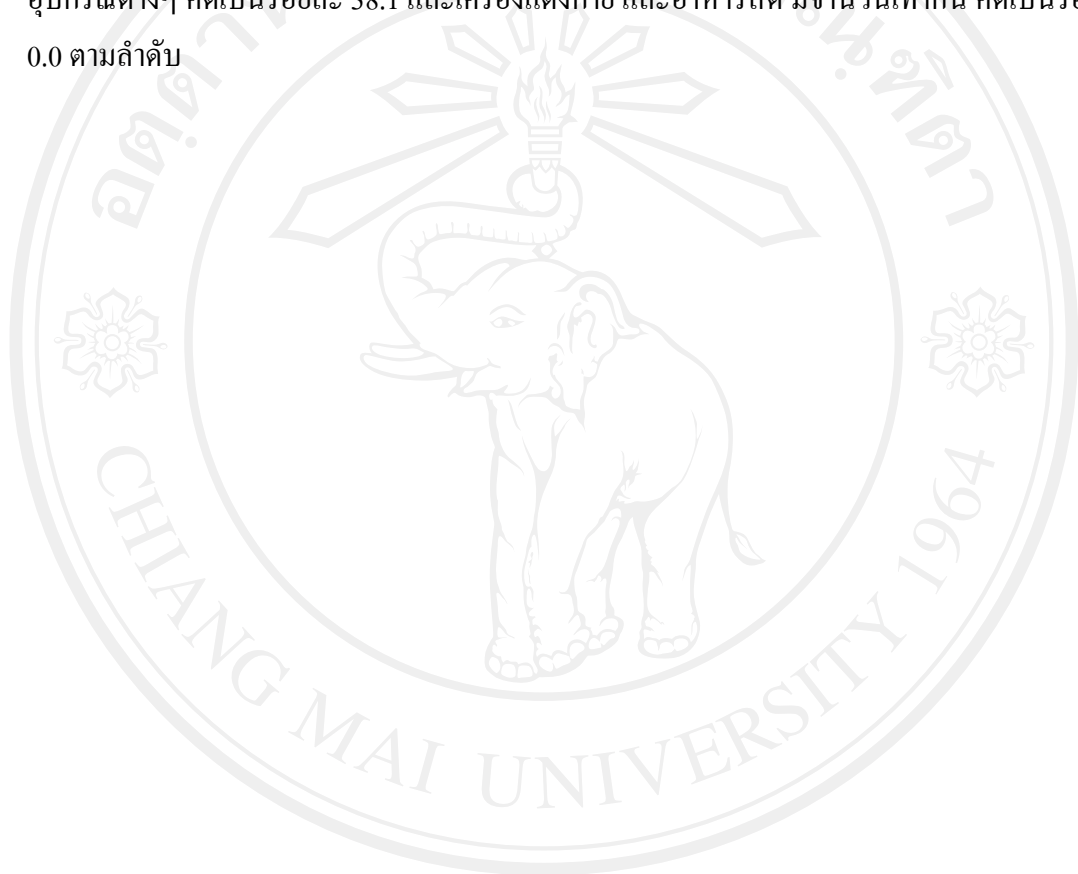 อุปกรณ์ต่างๆ คิดเป็นร้อยละ 38.1 และเครื่องแต่งกาย และอาหารสด มีจำนวนเท่ากัน คิดเป็นร้อ
0.0 ตามลำดับ
CHIANG MAI UNIVERSITY 1964